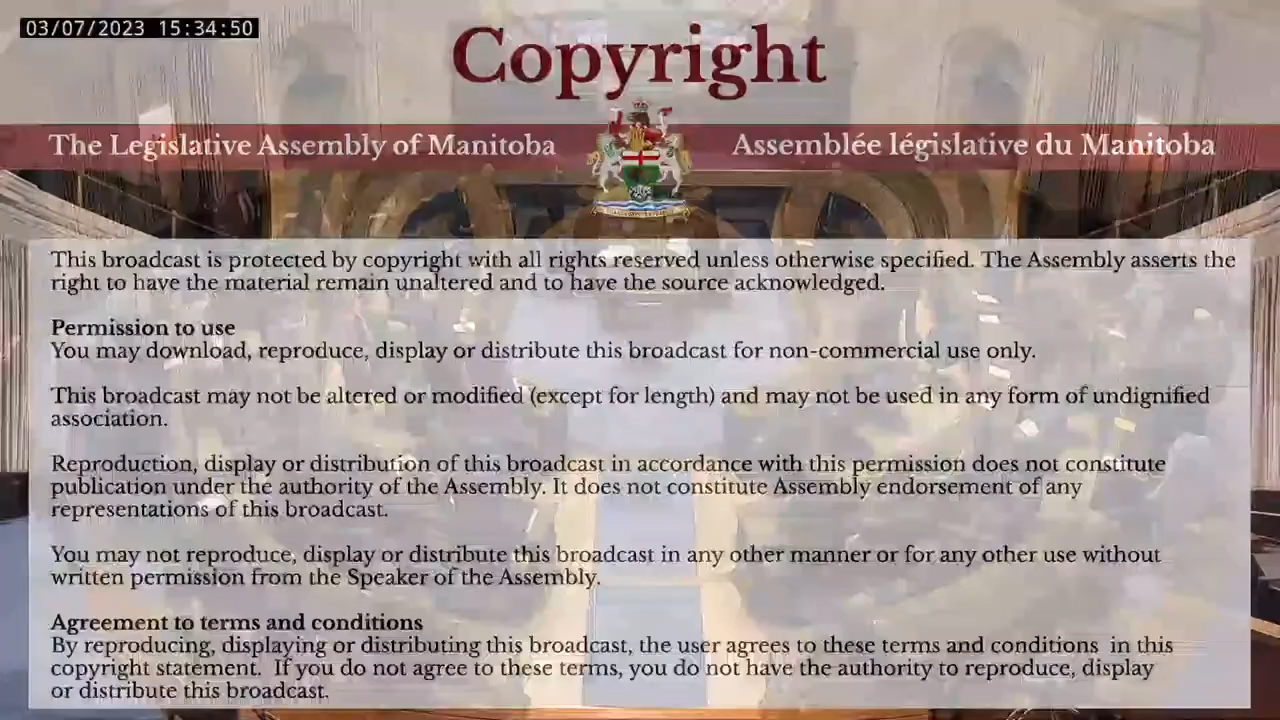 03/07/2023 15:34:50
Copyright
The Legislative Assembly of Manitoba
Assemblée législative du Manitoba
This broadcast is protected by copyright with all rights reserved unless otherwise specified. The Assembly asserts the
right to have the material remain unaltered and to have the source acknowledged.
Permission to use
You may download, reproduce, display or distribute this broadcast for non-commercial use only.
This broadcast may not be altered or modified (except for length) and may not be used in any form of undignified
association.
Reproduction, display or distribution of this broadcast in accordance with this permission does not constitute
publication under the authority of the Assembly. It does not constitute Assembly endorsement of any
representations of this broadcast.
You may not reproduce, display or distribute this broadcast in any other manner or for any other use without
written permission from the Speaker of the Assembly.
Agreement to terms and conditions
By reproducing, displaying or distributing this broadcast, the user agrees to these terms and conditions  in this
copyright statement.  If you do not agree to these terms, you do not have the authority to reproduce, display
or distribute this broadcast.